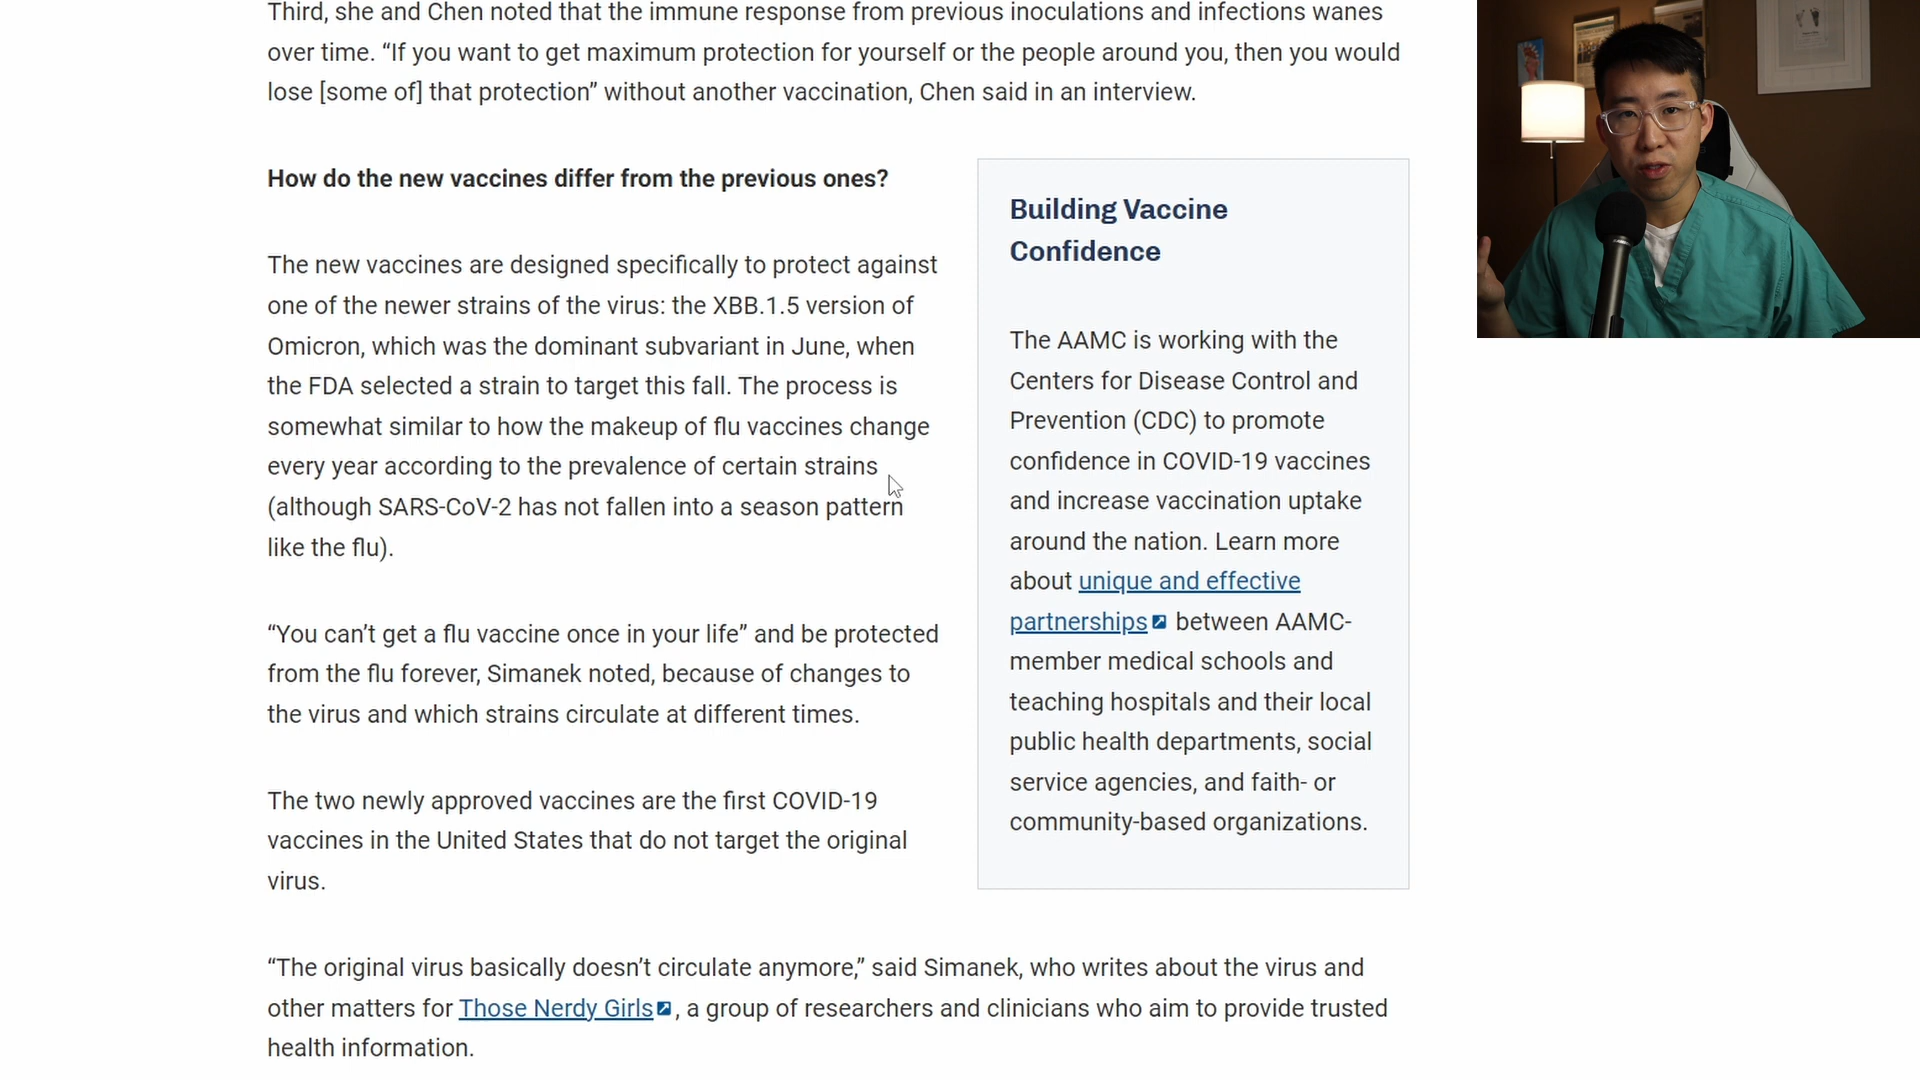 Third, she and Chen noted that the immune response from previous inoculations and infections wanes
over time. “If you want to get maximum protection for yourself or the people around you, then you would
lose [some of] that protection” without another vaccination, Chen said in an interview.
How do the new vaccines differ from the previous ones?
The new vaccines are designed specifically to protect against
one of the newer strains of the virus: the XBB.1.5 version of
Omicron, which was the dominant subvariant in June, when
the FDA selected a strain to target this fall. The process is
somewhat similar to how the makeup of flu vaccines change
every year according to the prevalence of certain strains
(although SARS-CoV-2 has not fallen into a season pattern
like the flu).
“You can’t get a flu vaccine once in your life” and be protected
from the flu forever, Simanek noted, because of changes to
the virus and which strains circulate at different times.
The two newly approved vaccines are the first COVID-19
vaccines in the United States that do not target the original
virus.
Building Vaccine
Confidence
The AAMC is working with the
Centers for Disease Control and
Prevention (CDC) to promote
confidence in COVID-19 vaccines
and increase vaccination uptake
around the nation. Learn more
about unique and effective
partnerships between AAMC-
member medical schools and
teaching hospitals and their local
public health departments, social
service agencies, and faith- or
community-based organizations.
“The original virus basically doesn’t circulate anymore,” said Simanek, who writes about the virus and
other matters for Those Nerdy Girls, a group of researchers and clinicians who aim to provide trusted
health information.